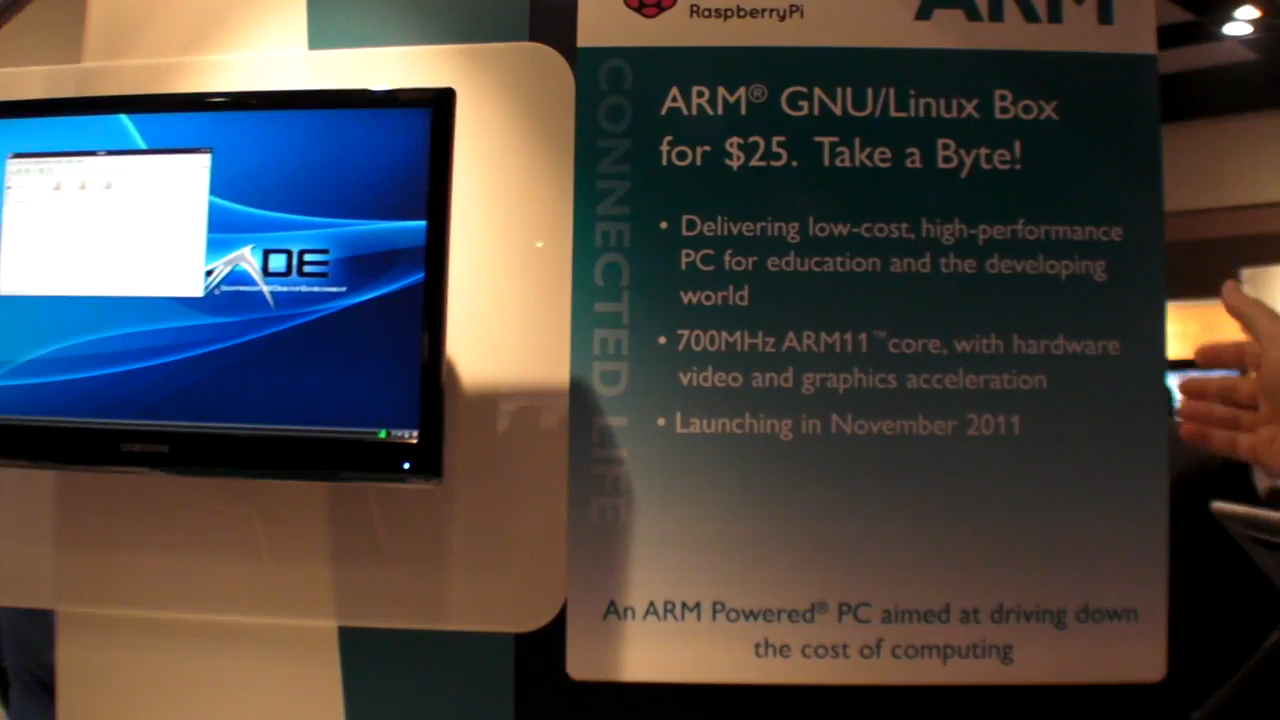 RaspberryPi
ARM
CONNECTED LIFE
ARM® GNU/Linux Box
for $25. Take a Byte!
• Delivering low-cost, high-performance
PC for education and the developing
world
• 700MHz ARM11™ core, with hardware
video and graphics acceleration
• Launching in November 2011
An ARM Powered® PC aimed at driving down
the cost of computing
DE
SAMSUNG